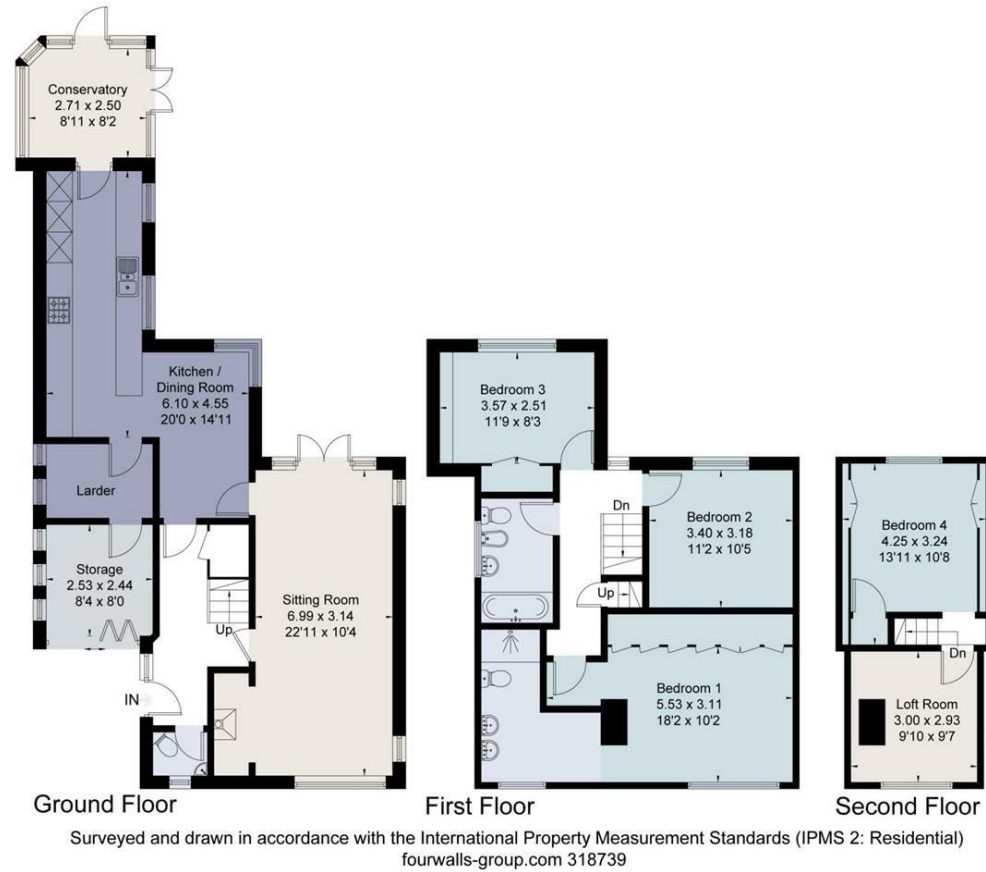 Conservatory
2.71 x 2.50
8'11 x 8'2
Kitchen /
Dining Room
6.10 x 4.55
20'0 x 14'11
Larder
Storage
2.53 x 2.44
8'4 x 8'0
Up
Sitting Room
6.99 x 3.14
22'11 x 10'4
IN
Ground Floor
Bedroom 3
3.57 x 2.51
11'9 x 8'3
Dn
Bedroom 2
3.40 x 3.18
11'2 x 10'5
Up
Bedroom 1
5.53 x 3.11
18'2 x 10'2
First Floor
Bedroom 4
4.25 x 3.24
13'11 x 10'8
Dn
Loft Room
3.00 x 2.93
9'10 x 9'7
Second Floor
Surveyed and drawn in accordance with the International Property Measurement Standards (IPMS 2: Residential)
fourwalls-group.com 318739